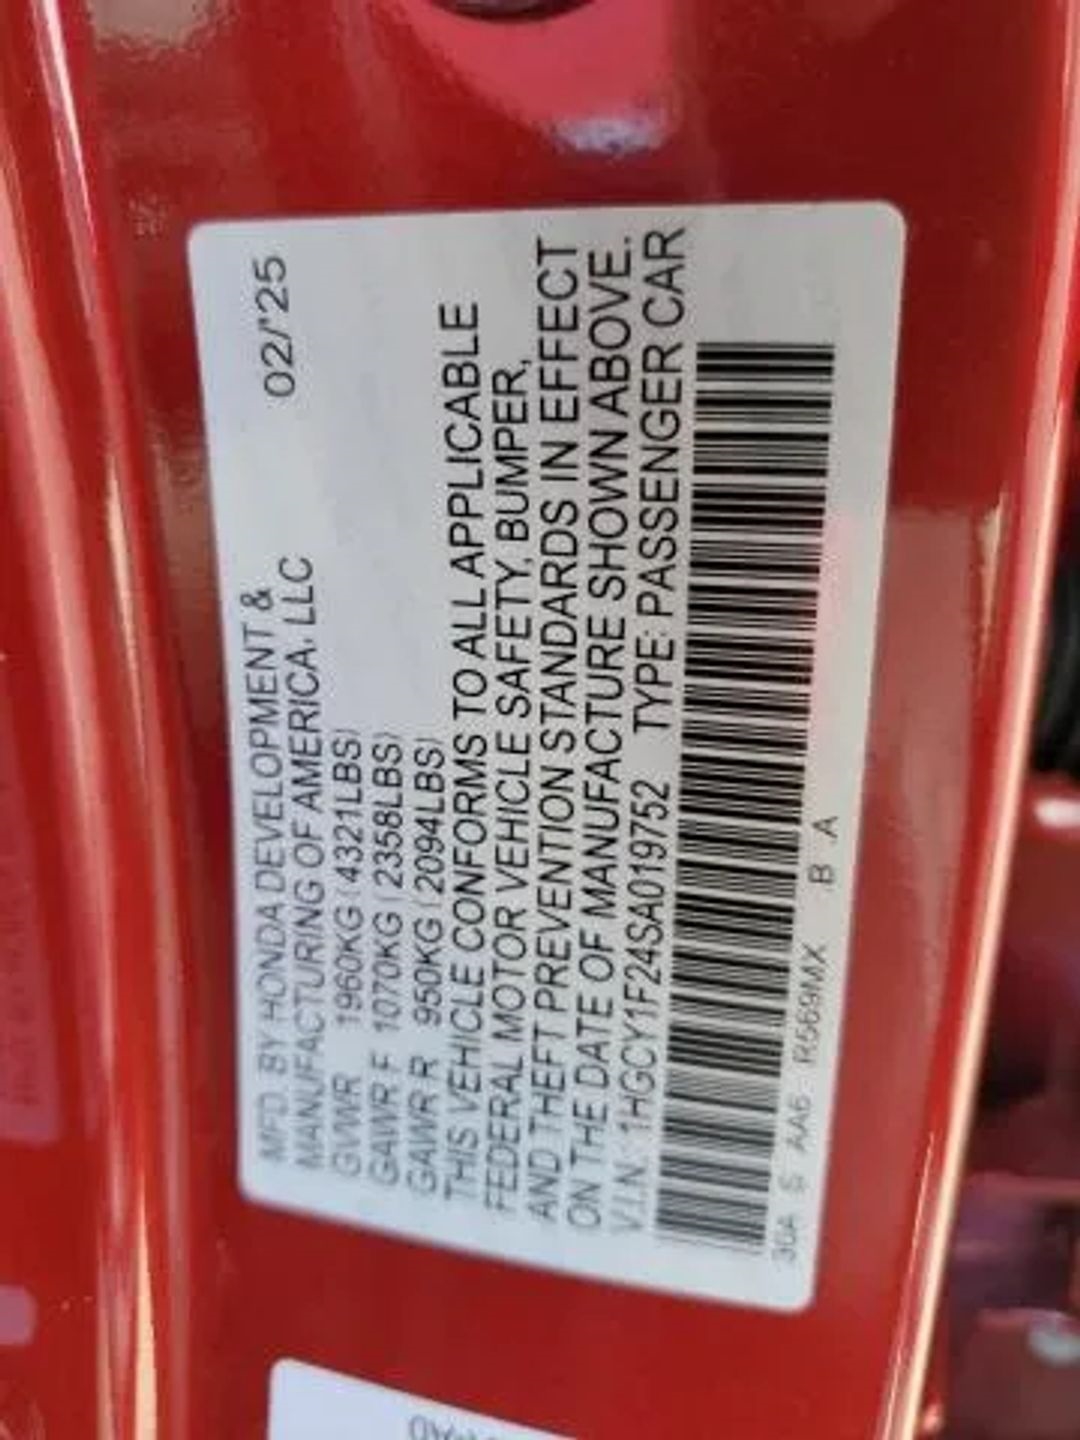 MFD. BY HONDA DEVELOPMENT &
MANUFACTURING OF AMERICA, LLC 02/'25
GVWR 1960KG (4321LBS)
GAWR F 1070KG (2358LBS)
GAWR R 950KG (2094LBS)
THIS VEHICLE CONFORMS TO ALL APPLICABLE
FEDERAL MOTOR VEHICLE SAFETY, BUMPER,
AND THEFT PREVENTION STANDARDS IN EFFECT
ON THE DATE OF MANUFACTURE SHOWN ABOVE.
V.I.N.: 1HGCY1F24SA019752 TYPE: PASSENGER CAR
30A S AA6 R569MX B A